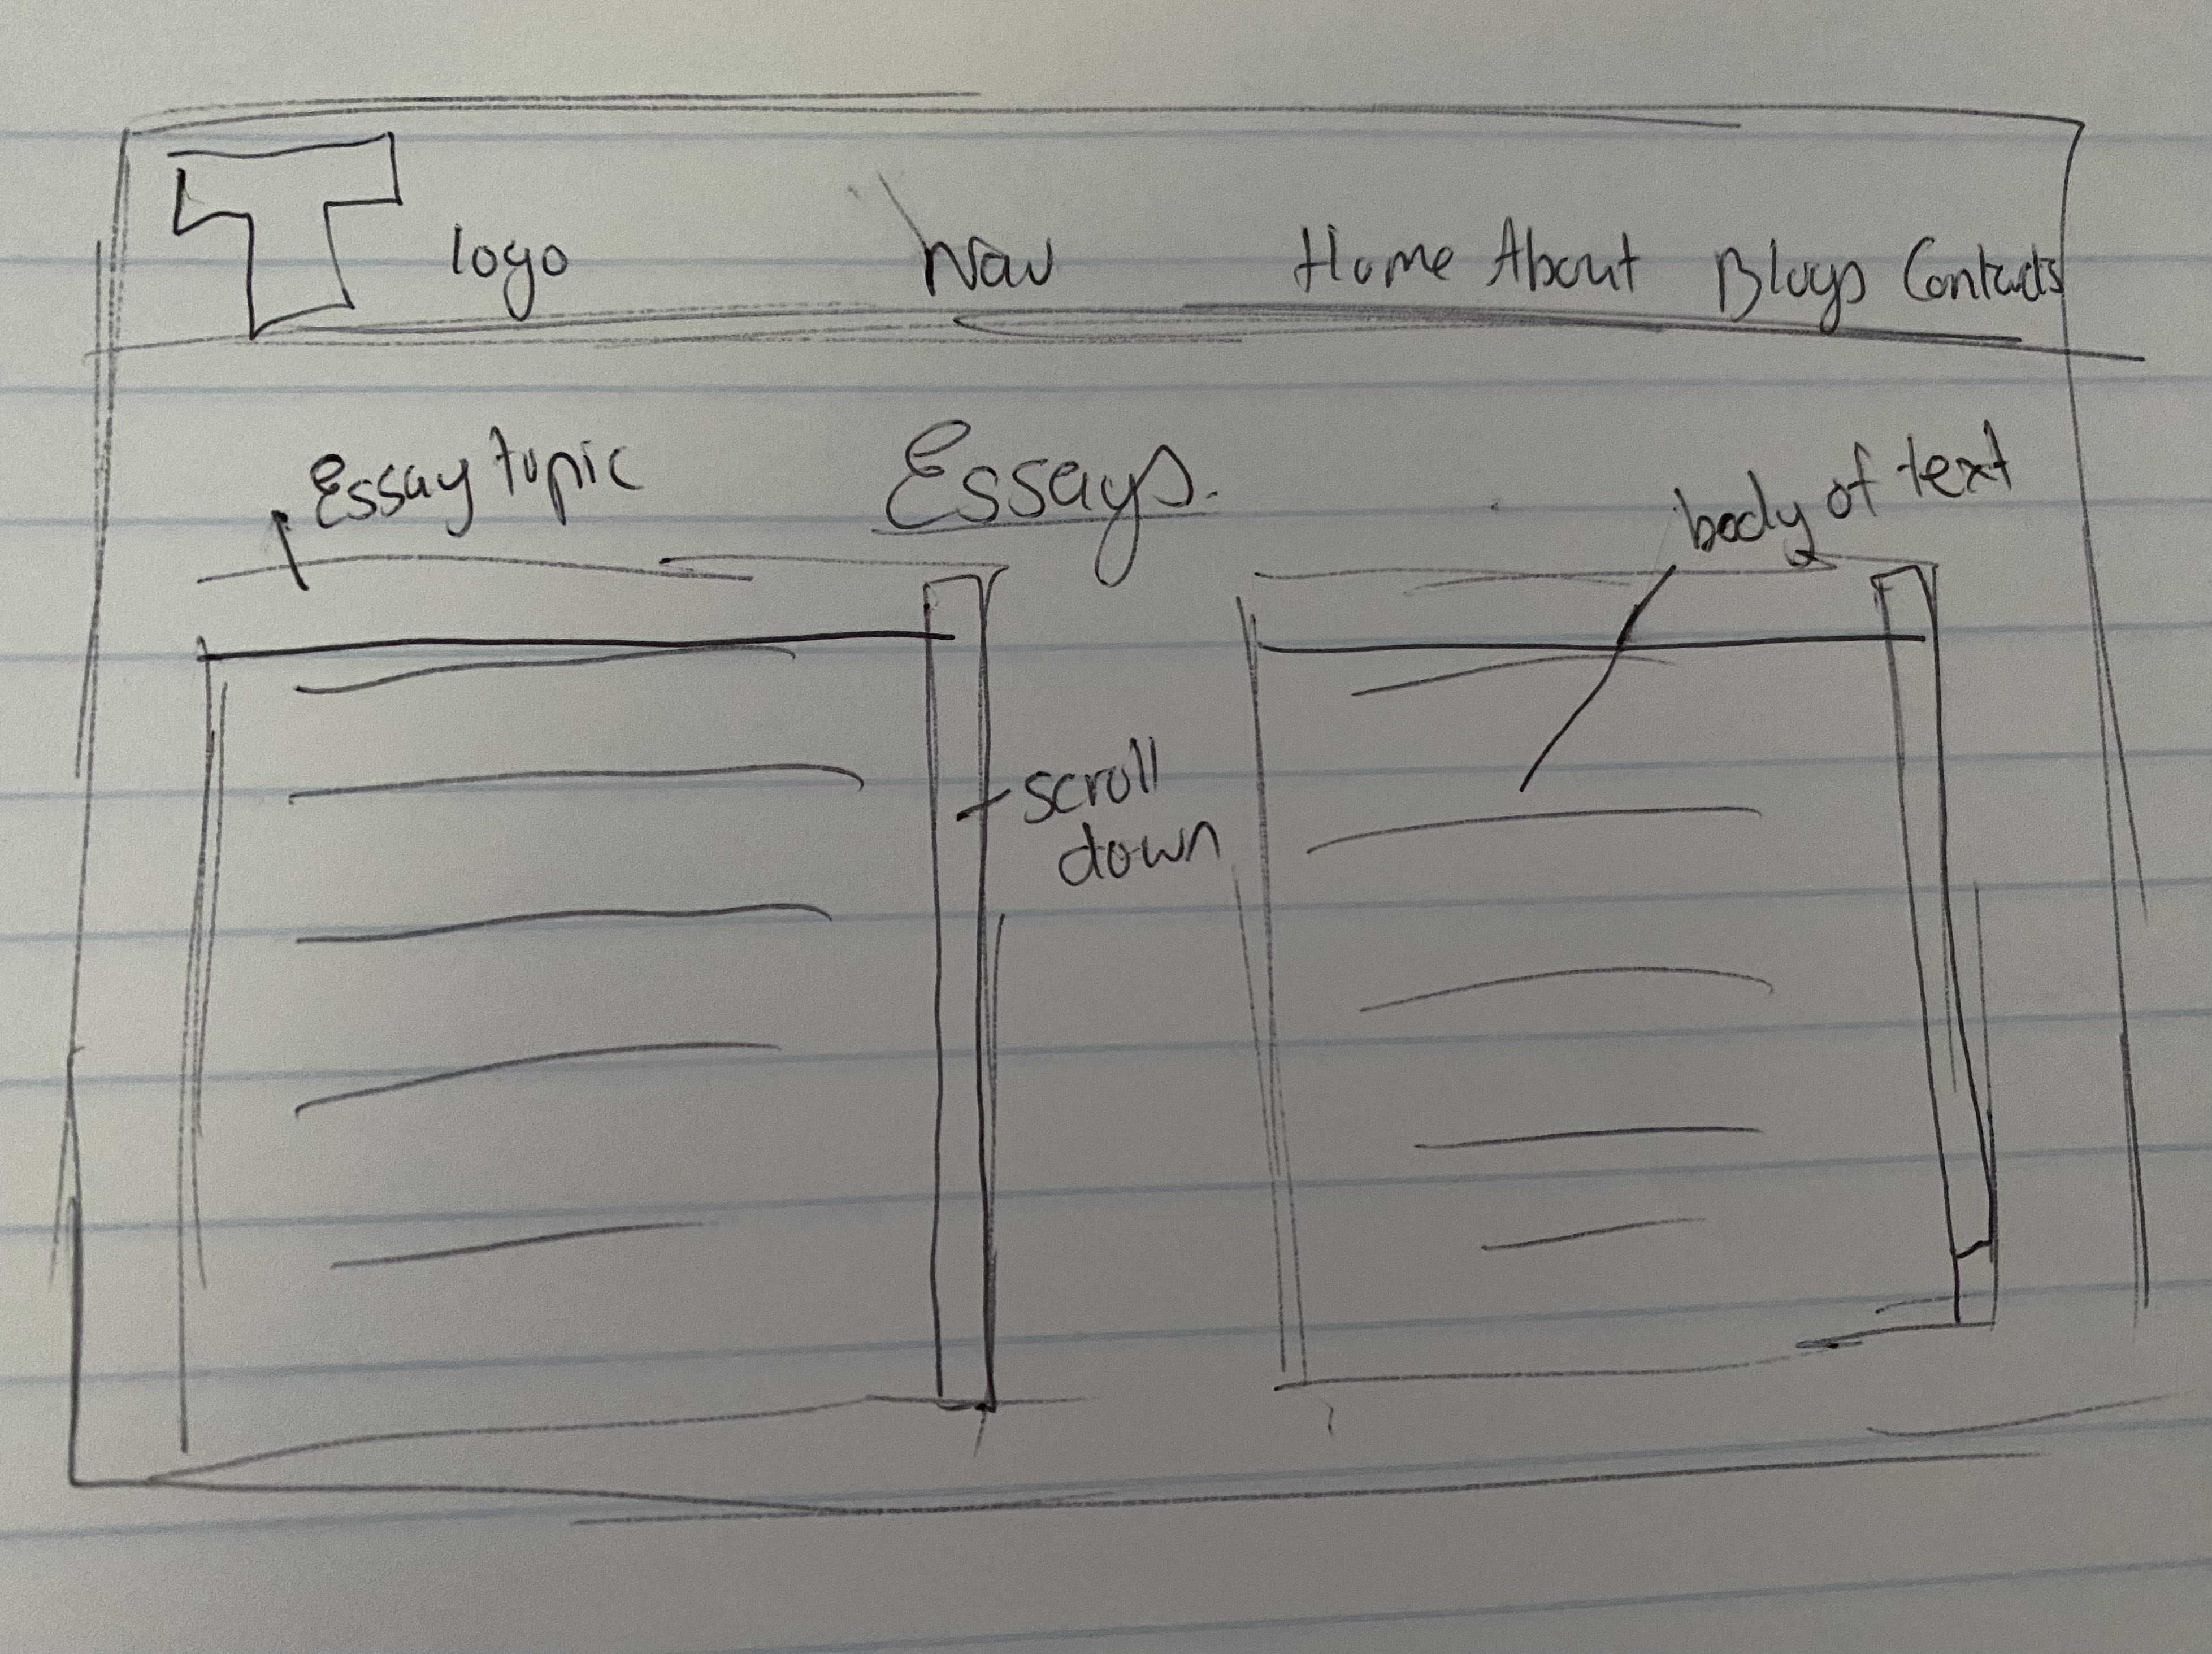 T logo Nav Home About Blogs Contacts
Essay topic Essays. body of text
scroll
down